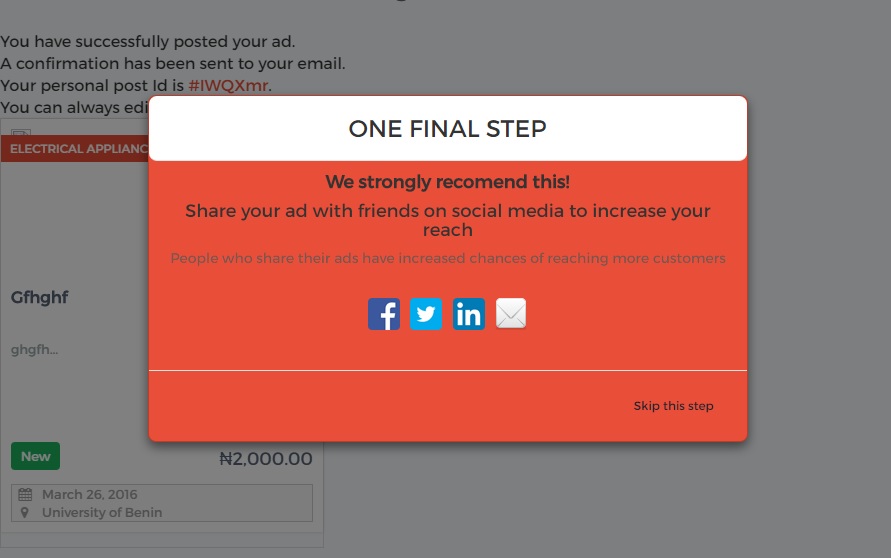 You have successfully posted your ad.
A confirmation has been sent to your email.
Your personal post Id is #IWQXmr.
You can always edi
ELECTRICAL APPLIANC
ONE FINAL STEP
We strongly recomend this!
Share your ad with friends on social media to increase your
reach
People who share their ads have increased chances of reaching more customers
Skip this step
Gfhghf
ghgfh...
New
₦2,000.00
March 26, 2016
University of Benin